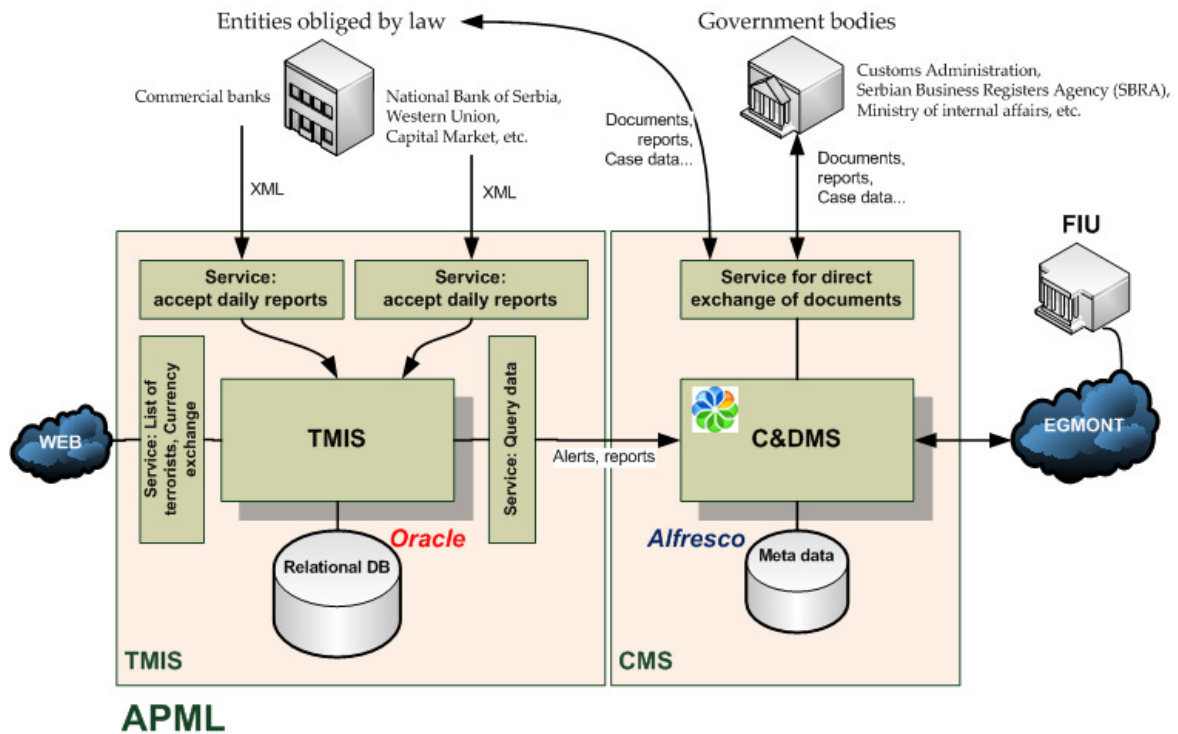 Entities obliged by law
Government bodies
Commercial banks
National Bank of Serbia,
Western Union,
Capital Market, etc.
Customs Administration,
Serbian Business Registers Agency (SBRA),
Ministry of internal affairs, etc.
Documents,
reports,
Case data...
Documents,
reports,
Case data...
XML
XML
FIU
Service:
accept daily reports
Service:
accept daily reports
Service for direct
exchange of documents
WEB
Service: List of
terrorists, Currency
exchange
TMIS
Service: Query data
Alerts, reports
C&DMS
EGMONT
Oracle
Relational DB
Alfresco
Meta data
TMIS
CMS
APML